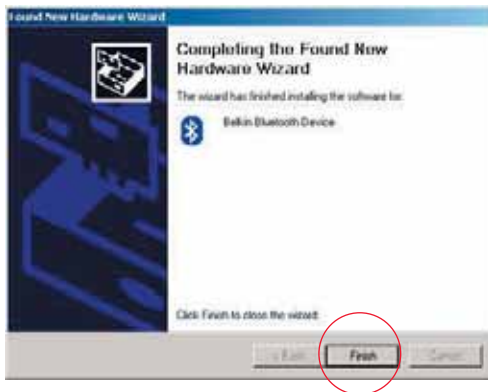 Found New Hardware Wizard
Completing the Found New
Hardware Wizard
The wizard has finished installing the software for:
Belkin Bluetooth Device
Click Finish to close the wizard.
< Back
Finish
Cancel